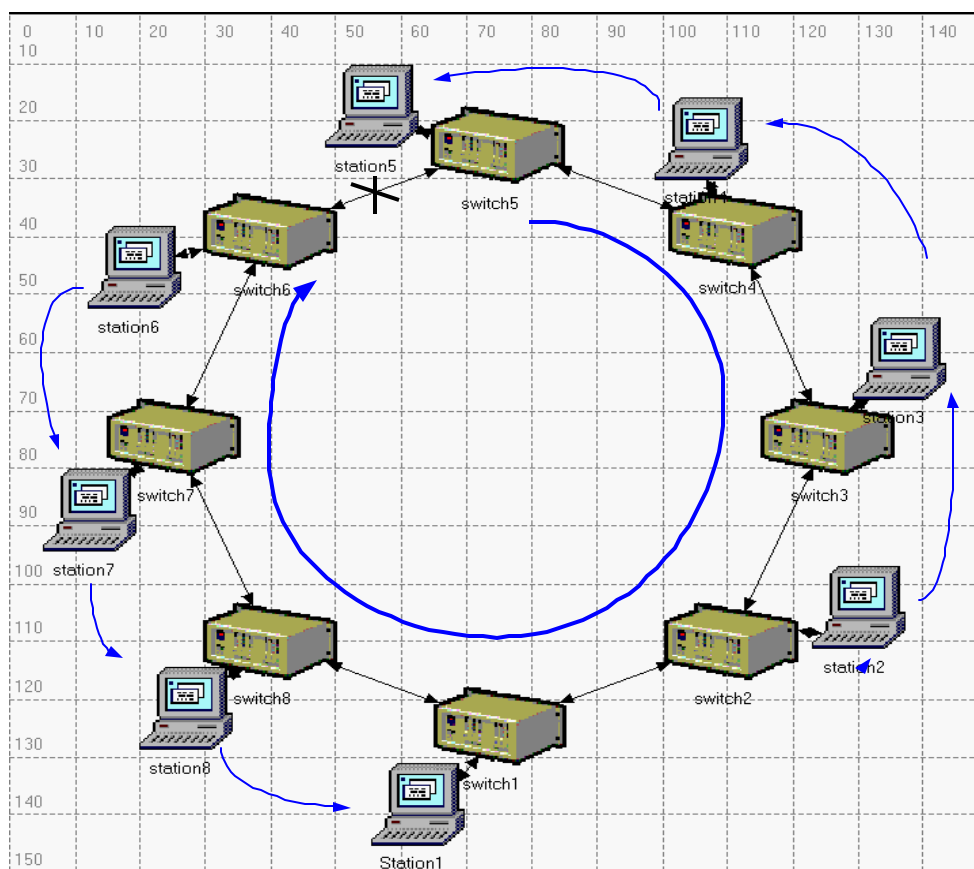 0 10 20 30 40 50 60 70 80 90 100 110 120 130 140
10
20
30
40
50
60
70
80
90
100
110
120
130
140
150
station5
switch5
station4
switch4
switch6
station6
station3
switch3
switch7
station7
station2
switch2
switch8
station8
switch1
Station1